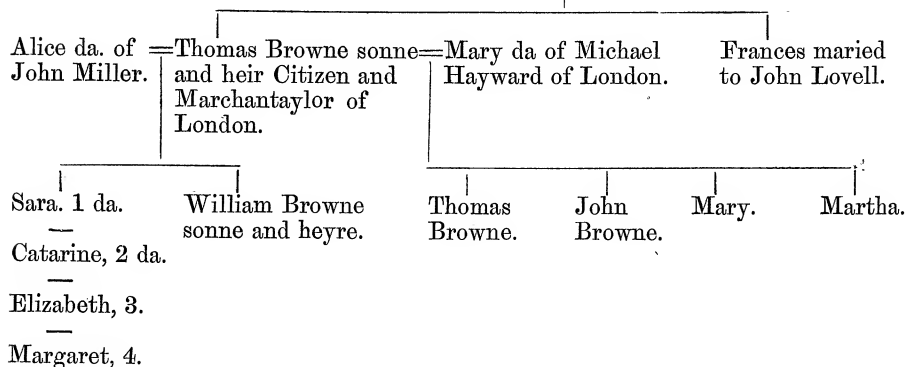 Alice da. of =Thomas Browne sonne=Mary da of Michael Frances maried
John Miller. and heir Citizen and Hayward of London. to John Lovell.
Marchantaylor of
London.
Sara. 1 da. William Browne Thomas John Mary. Martha.
sonne and heyre. Browne. Browne.
Catarine, 2 da.
Elizabeth, 3.
Margaret, 4.